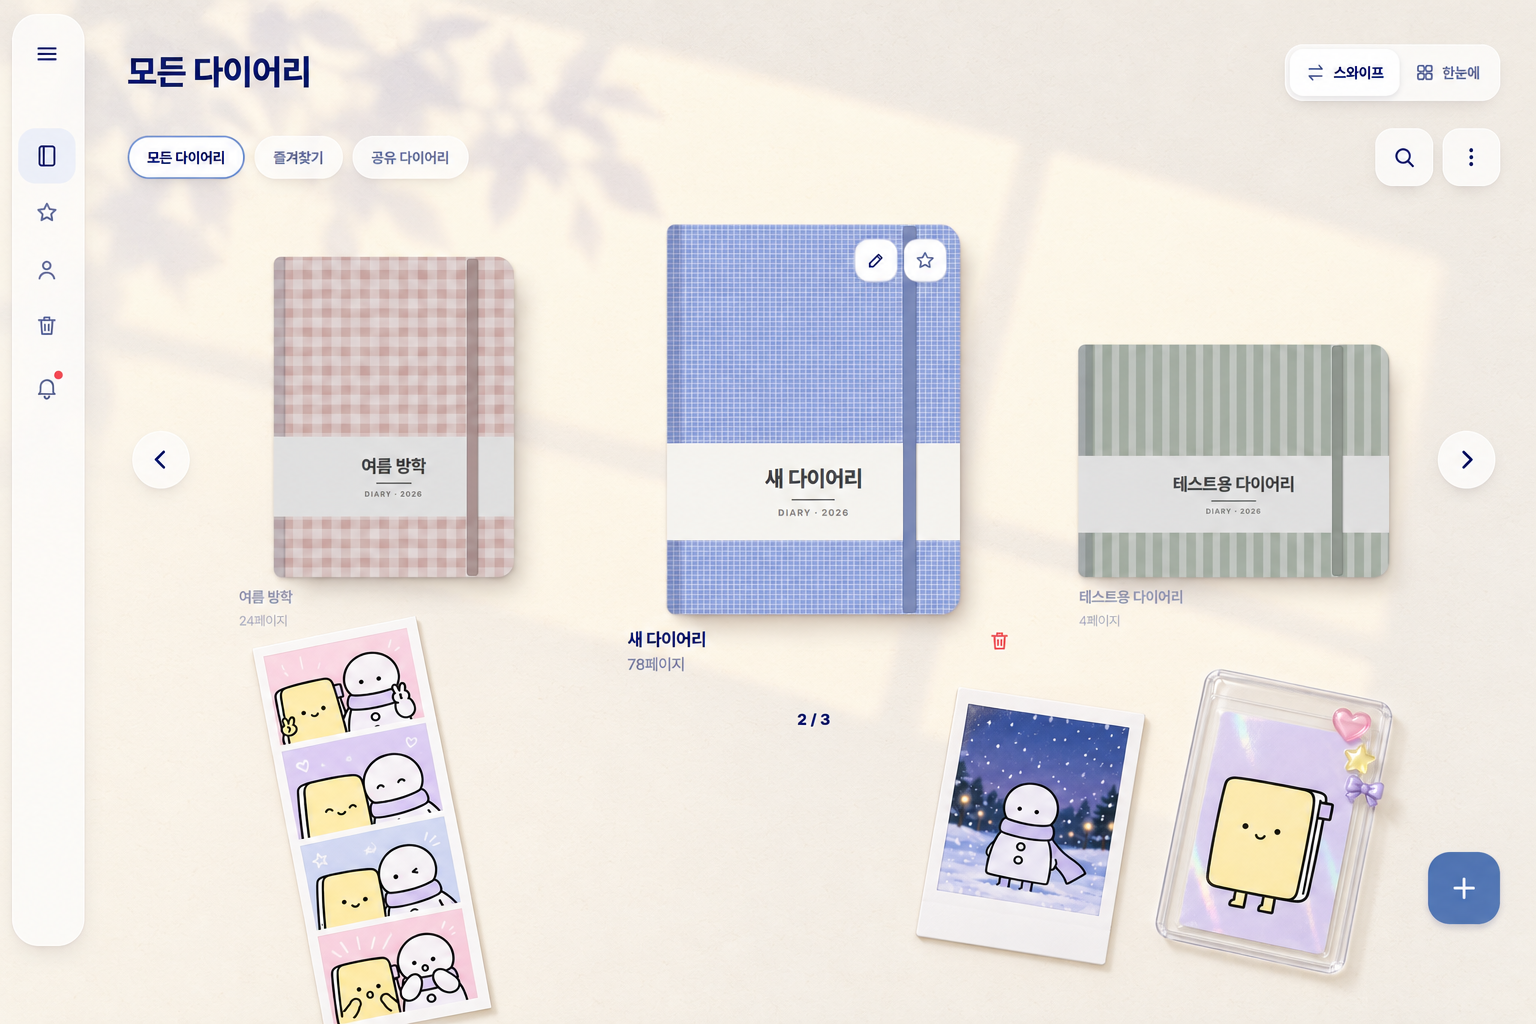 모든 다이어리
스와이프
한눈에
모든 다이어리
즐겨찾기
공유 다이어리
여름 방학
DIARY · 2026
새 다이어리
DIARY · 2026
테스트용 다이어리
DIARY · 2026
여름 방학
24페이지
새 다이어리
78페이지
테스트용 다이어리
4페이지
2 / 3